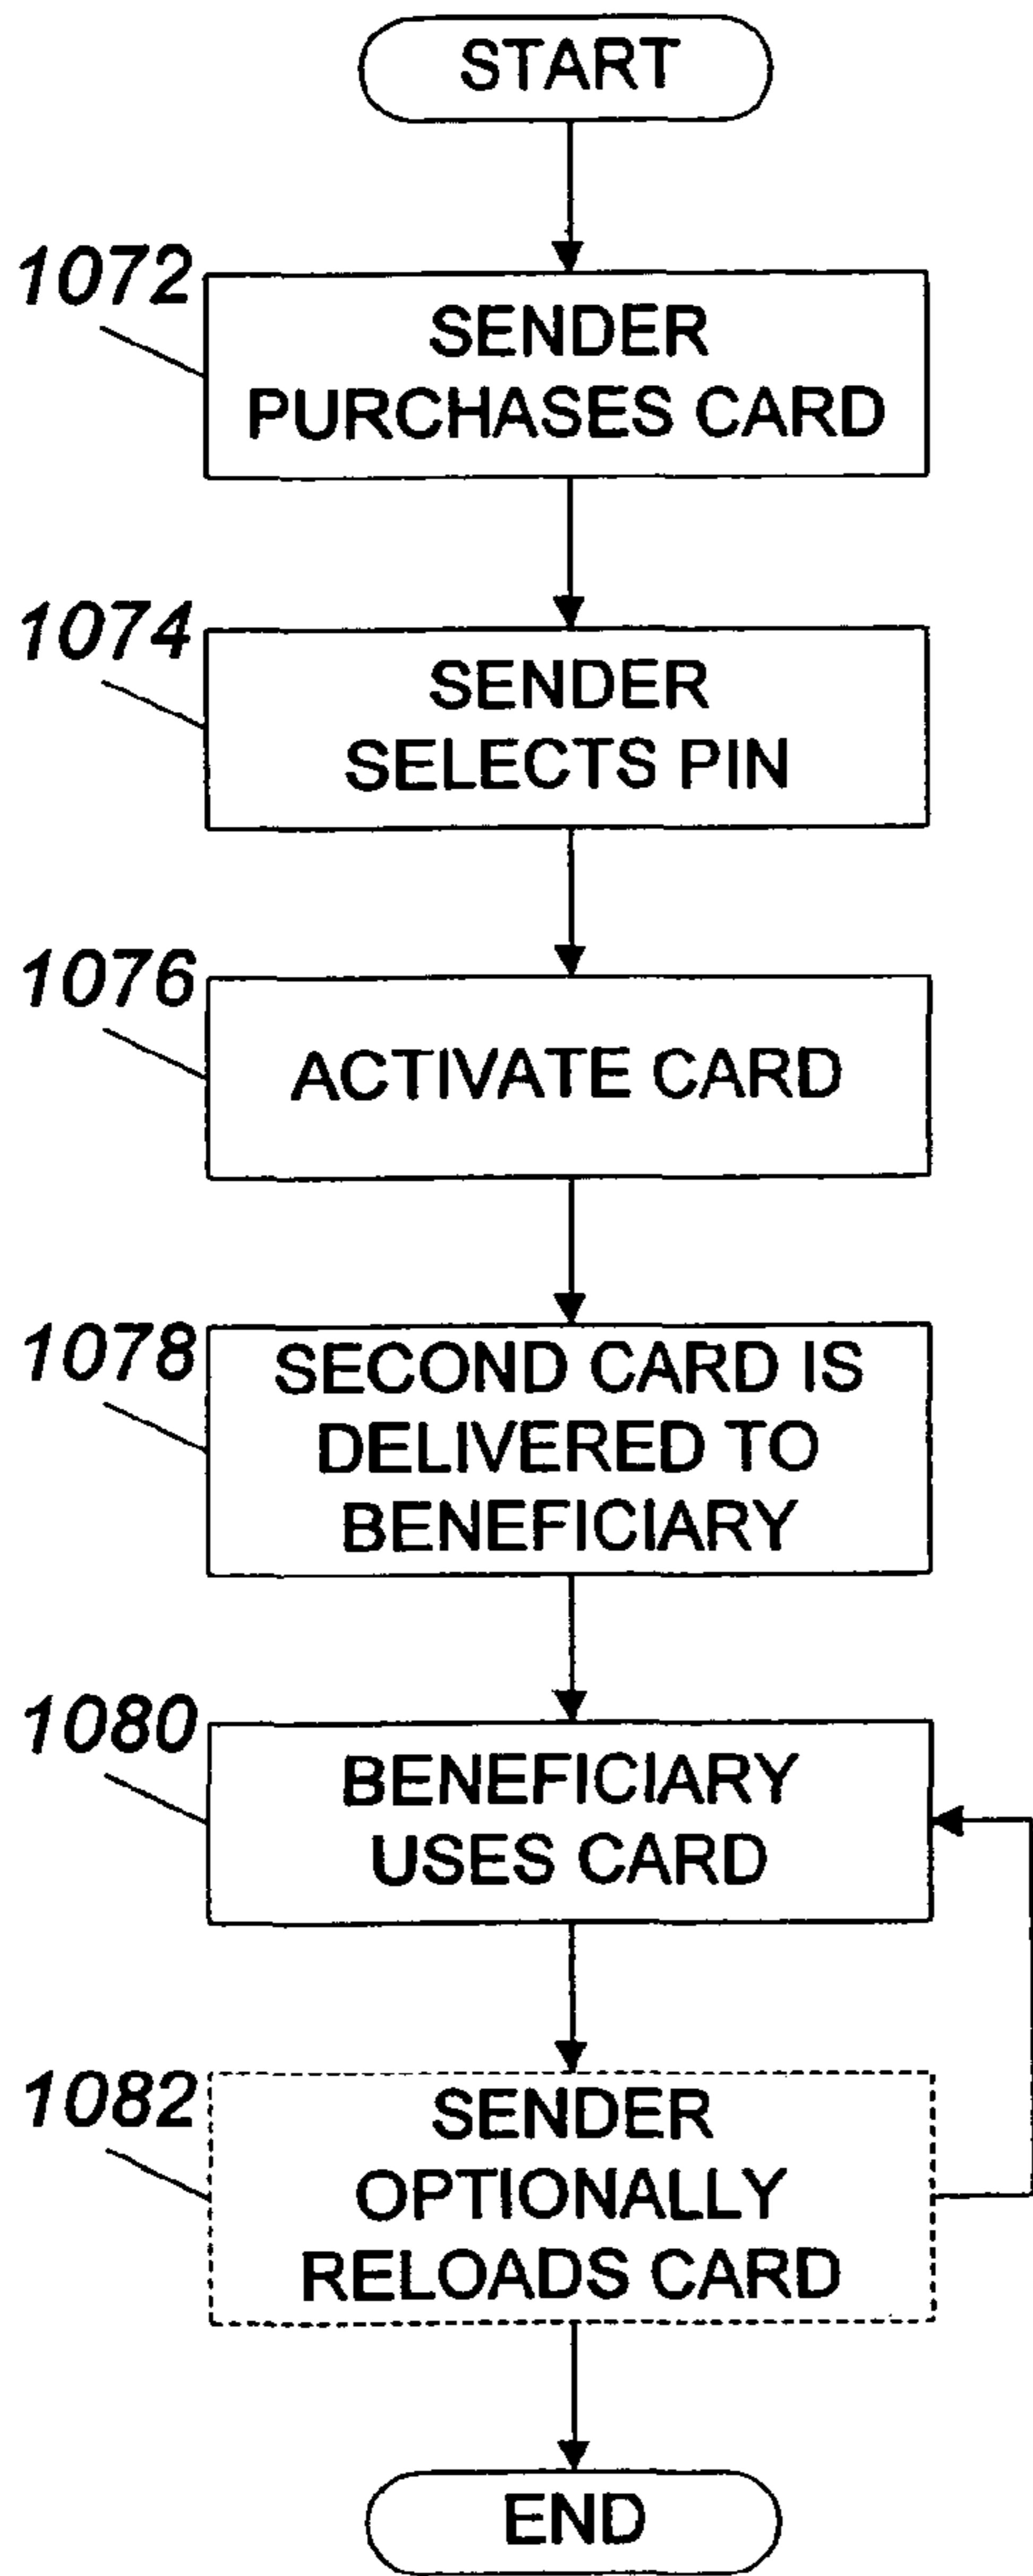 START
1072
SENDER
PURCHASES CARD
1074
SENDER
SELECTS PIN
1076
ACTIVATE CARD
1078
SECOND CARD IS
DELIVERED TO
BENEFICIARY
1080
BENEFICIARY
USES CARD
1082
SENDER
OPTIONALLY
RELOADS CARD
END